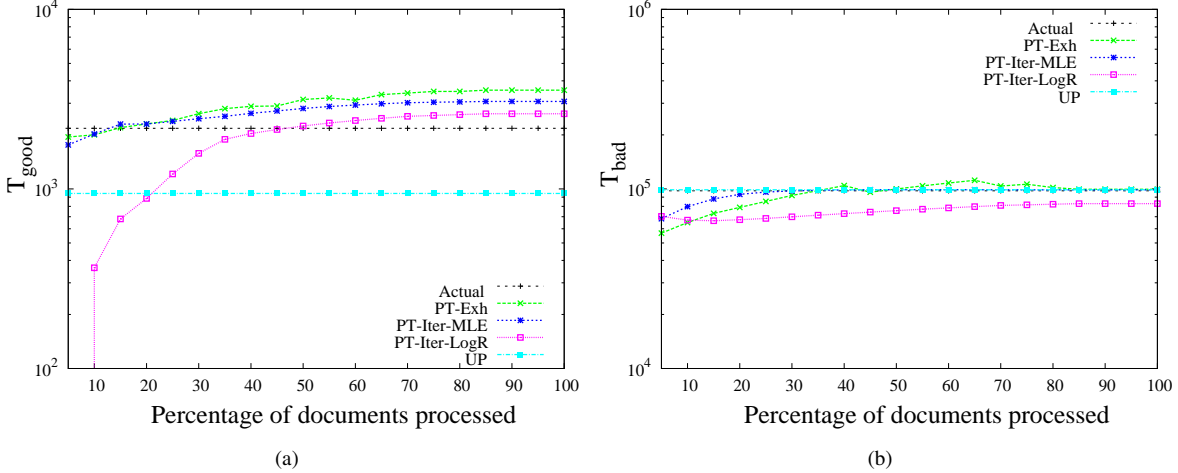 10^4
10^3
10^2
T_good
10 20 30 40 50 60 70 80 90 100
Percentage of documents processed
Actual
PT-Exh
PT-Iter-MLE
PT-Iter-LogR
UP
(a)
10^6
10^5
10^4
T_bad
10 20 30 40 50 60 70 80 90 100
Percentage of documents processed
Actual
PT-Exh
PT-Iter-MLE
PT-Iter-LogR
UP
(b)